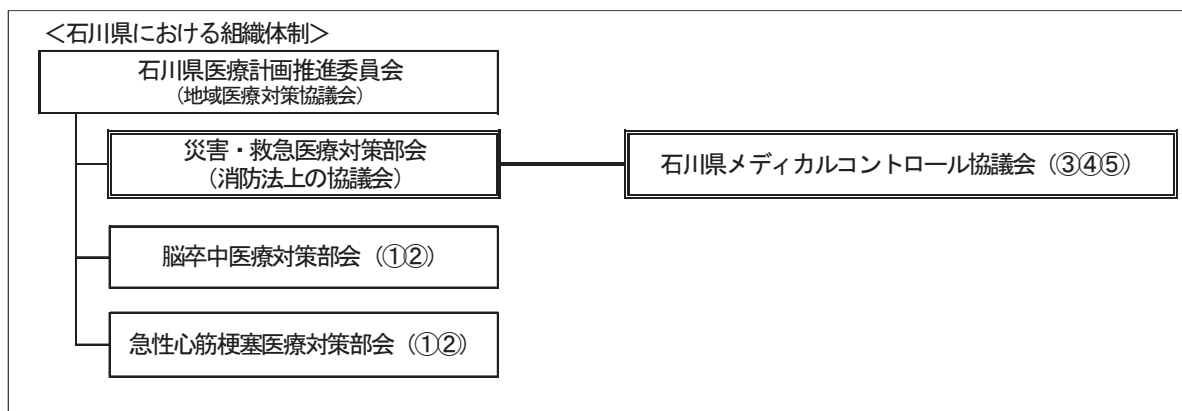 <石川県における組織体制>
石川県医療計画推進委員会
(地域医療対策協議会)
災害・救急医療対策部会
(消防法上の協議会)
石川県メディカルコントロール協議会（③④⑤）
脳卒中医療対策部会（①②）
急性心筋梗塞医療対策部会（①②）